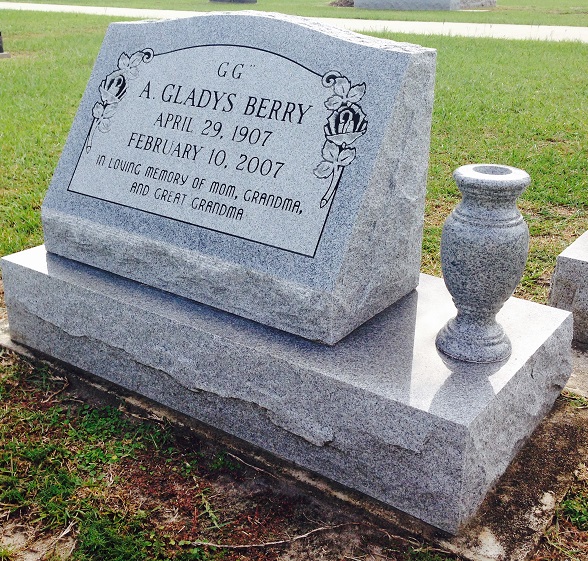 GG"
A. GLADYS BERRY
APRIL 29, 1907
FEBRUARY 10, 2007
IN LOVING MEMORY OF MOM, GRANDMA,
AND GREAT GRANDMA